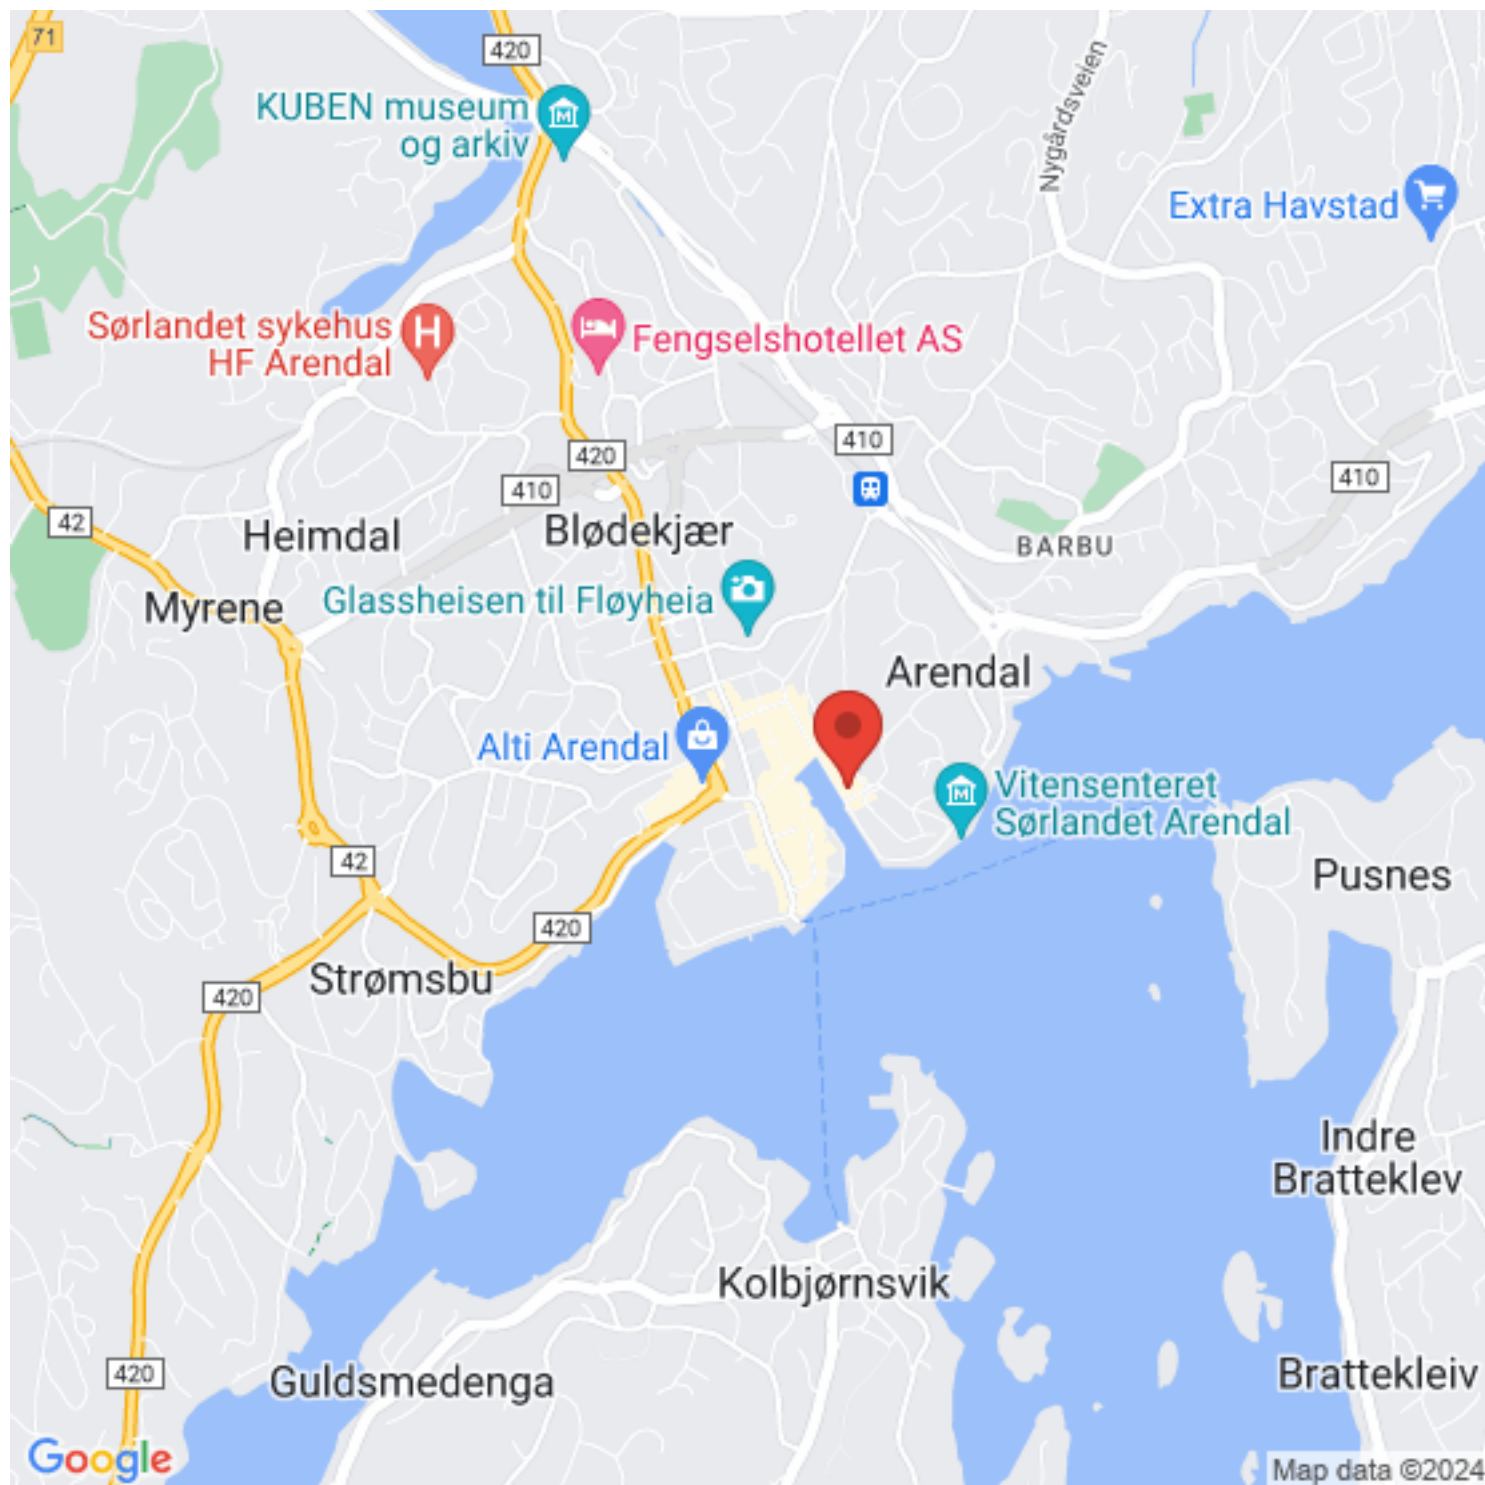 71
420
KUBEN museum
og arkiv
Nygårdsveien
Extra Havstad
Sørlandet sykehus
HF Arendal
Fengselshotellet AS
410
420
410
410
42
Heimdal
Blødekjær
BARBU
Myrene
Glassheisen til Fløyheia
Arendal
Alti Arendal
Vitensenteret
Sørlandet Arendal
42
Pusnes
420
Strømsbu
420
Indre
Bratteklev
Kolbjørnsvik
420
Guldsmedenga
Brattekleiv
Google
Map data ©2024